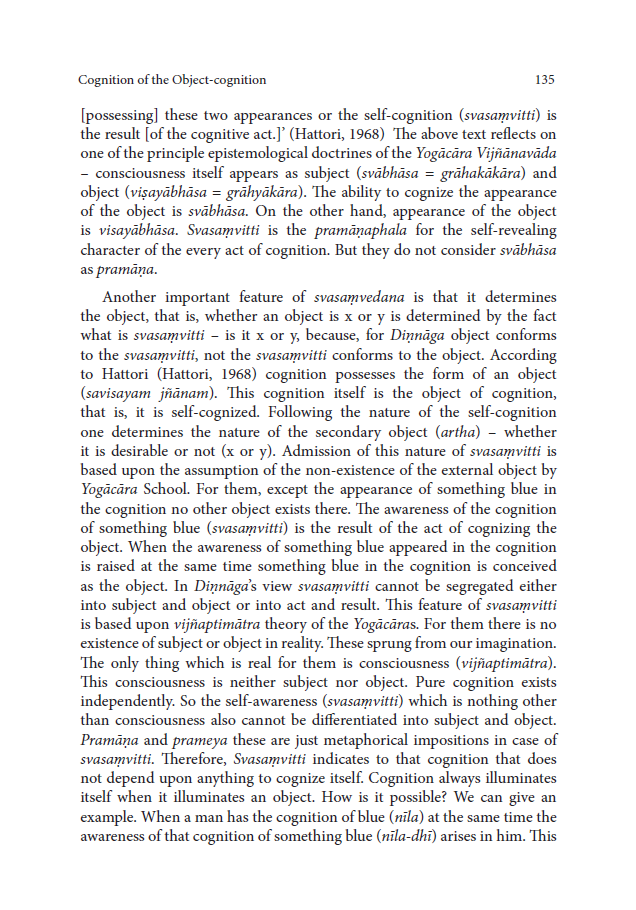 Cognition of the Object-cognition 135
[possessing] these two appearances or the self-cognition (svasaṃvitti) is
the result [of the cognitive act.]’ (Hattori, 1968) The above text reflects on
one of the principle epistemological doctrines of the Yogācāra Vijñānavāda
– consciousness itself appears as subject (svābhāsa = grāhakākāra) and
object (viṣayābhāsa = grāhyākāra). The ability to cognize the appearance
of the object is svābhāsa. On the other hand, appearance of the object
is visayābhāsa. Svasaṃvitti is the pramāṇaphala for the self-revealing
character of the every act of cognition. But they do not consider svābhāsa
as pramāṇa.
Another important feature of svasaṃvedana is that it determines
the object, that is, whether an object is x or y is determined by the fact
what is svasaṃvitti – is it x or y, because, for Diṇnāga object conforms
to the svasaṃvitti, not the svasaṃvitti conforms to the object. According
to Hattori (Hattori, 1968) cognition possesses the form of an object
(savisayam jñānam). This cognition itself is the object of cognition,
that is, it is self-cognized. Following the nature of the self-cognition
one determines the nature of the secondary object (artha) – whether
it is desirable or not (x or y). Admission of this nature of svasaṃvitti is
based upon the assumption of the non-existence of the external object by
Yogācāra School. For them, except the appearance of something blue in
the cognition no other object exists there. The awareness of the cognition
of something blue (svasaṃvitti) is the result of the act of cognizing the
object. When the awareness of something blue appeared in the cognition
is raised at the same time something blue in the cognition is conceived
as the object. In Diṇnāga’s view svasaṃvitti cannot be segregated either
into subject and object or into act and result. This feature of svasaṃvitti
is based upon vijñaptimātra theory of the Yogācāras. For them there is no
existence of subject or object in reality. These sprung from our imagination.
The only thing which is real for them is consciousness (vijñaptimātra).
This consciousness is neither subject nor object. Pure cognition exists
independently. So the self-awareness (svasaṃvitti) which is nothing other
than consciousness also cannot be differentiated into subject and object.
Pramāṇa and prameya these are just metaphorical impositions in case of
svasaṃvitti. Therefore, Svasaṃvitti indicates to that cognition that does
not depend upon anything to cognize itself. Cognition always illuminates
itself when it illuminates an object. How is it possible? We can give an
example. When a man has the cognition of blue (nīla) at the same time the
awareness of that cognition of something blue (nīla-dhī) arises in him. This